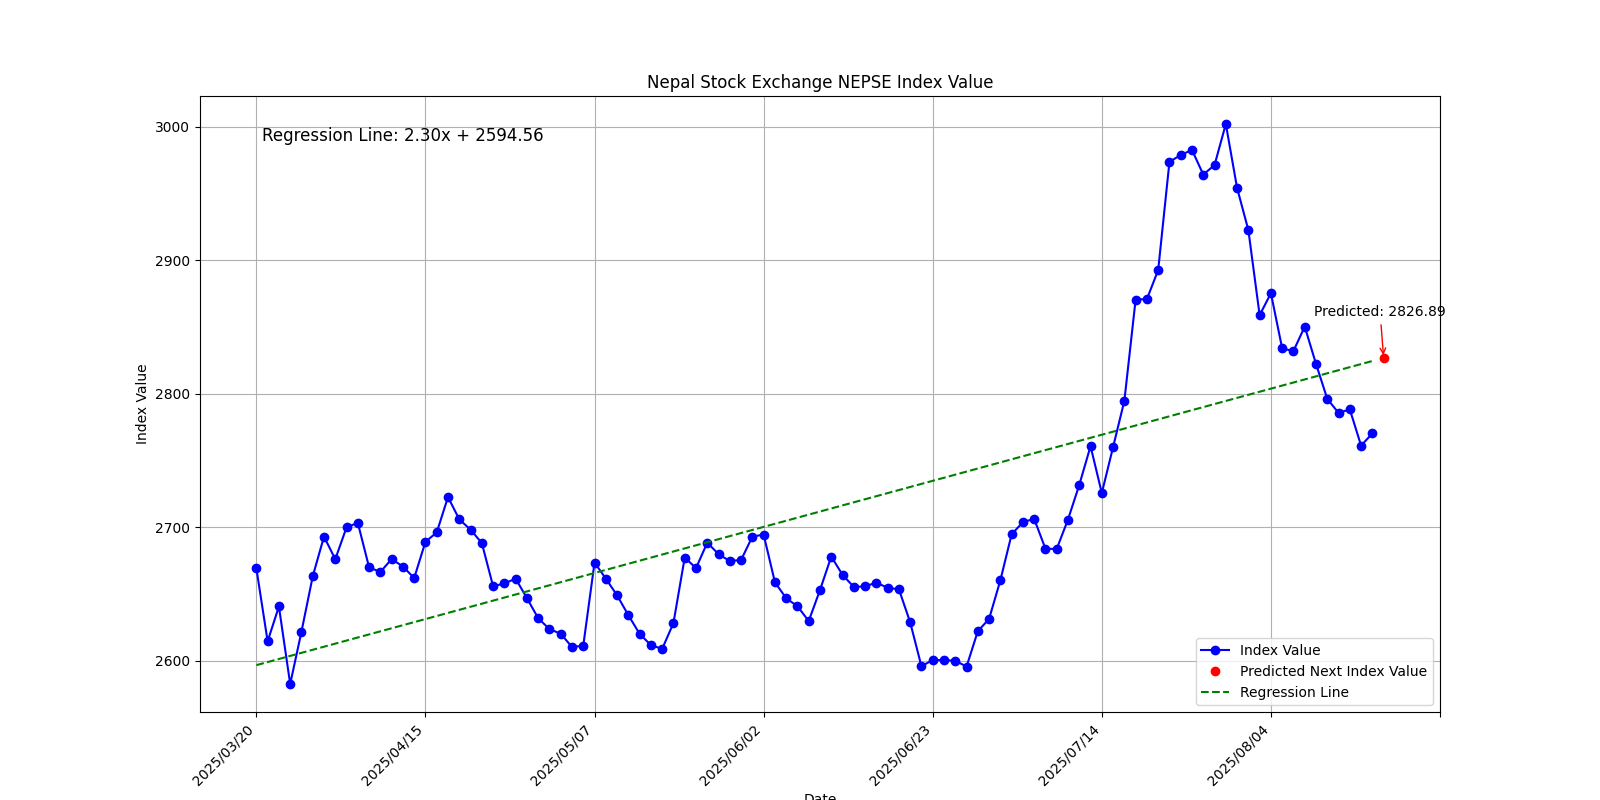 Nepal Stock Exchange NEPSE Index Value
Regression Line: 2.30x + 2594.56
Predicted: 2826.89
3000
2900
2800
2700
2600
Index Value
Index Value
Predicted Next Index Value
Regression Line
2025/03/20
2025/04/15
2025/05/07
2025/06/02
2025/06/23
2025/07/14
2025/08/04
Date